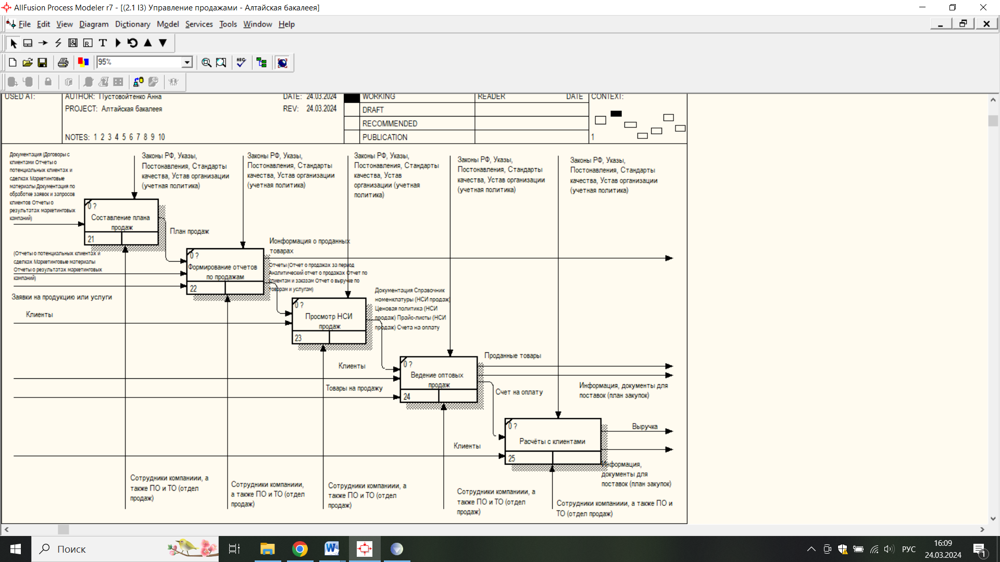 AllFusion Process Modeler r7 - [(2.1 I3) Управление продажами - Алтайская бакалеея]
File Edit View Diagram Dictionary Model Services Tools Window Help
95%
USED AT:
AUTHOR: Пустовойтенко Анна
DATE: 24.03.2024
PROJECT: Алтайская бакалеея
REV: 24.03.2024
NOTES: 1 2 3 4 5 6 7 8 9 10
WORKING
DRAFT
RECOMMENDED
PUBLICATION
READER DATE
CONTEXT:
1
Документация (Договоры с
клиентами Отчеты о
потенциальных клиентах и
сделках Маркетинговые
материалы Документация по
обработке заявок и запросов
клиентов Отчеты о
результатах маркетинговых
кампаний)
Законы РФ, Указы,
Постонавления, Стандарты
качества, Устав организации
(учетная политика)
Законы РФ, Указы,
Постонавления, Стандарты
качества, Устав организации
(учетная политика)
Законы РФ, Указы,
Постонавления, Стандарты
качества, Устав
организации (учетная
политика)
Законы РФ, Указы,
Постонавления, Стандарты
качества, Устав организации
(учетная политика)
Законы РФ, Указы,
Постонавления, Стандарты
качества, Устав организации
(учетная политика)
0 ?
Составление плана
продаж
21
План продаж
(Отчеты о потенциальных клиентах и
сделках Маркетинговые материалы
Отчеты о результатах маркетинговых
кампаний)
Заявки на продукцию или услуги
0 ?
Формирование отчетов
по продажам
22
Ионформация о проданных
товарах
Отчеты (Отчет о продажах за период
Аналитический отчет о продажах Отчет по
клиентам и заказам Отчет о выручке по
товарам и услугам)
Клиенты
0 ?
Просмотр НСИ
продаж
23
Документация Справочник
номенклатуры (НСИ продаж)
Ценовая политика (НСИ
продаж) Прайс-листы (НСИ
продаж) Счета на оплату
Клиенты
Товары на продажу
0 ?
Ведение оптовых
продаж
24
Проданные товары
Информация, документы для
поставок (план закупок)
Счет на оплату
Клиенты
0 ?
Расчёты с клиентами
25
Выручка
Информация,
документы для
поставок (план закупок)
Сотрудники компаниии, а
также ПО и ТО (отдел
продаж)
Сотрудники компаниии,
а также ПО и ТО (отдел
продаж)
Сотрудники компаниии, а
также ПО и ТО (отдел
продаж)
Сотрудники компаниии, а
также ПО и ТО (отдел
продаж)
Сотрудники компаниии, а также ПО и
ТО (отдел продаж)
Поиск
РУС
16:09
24.03.2024
1